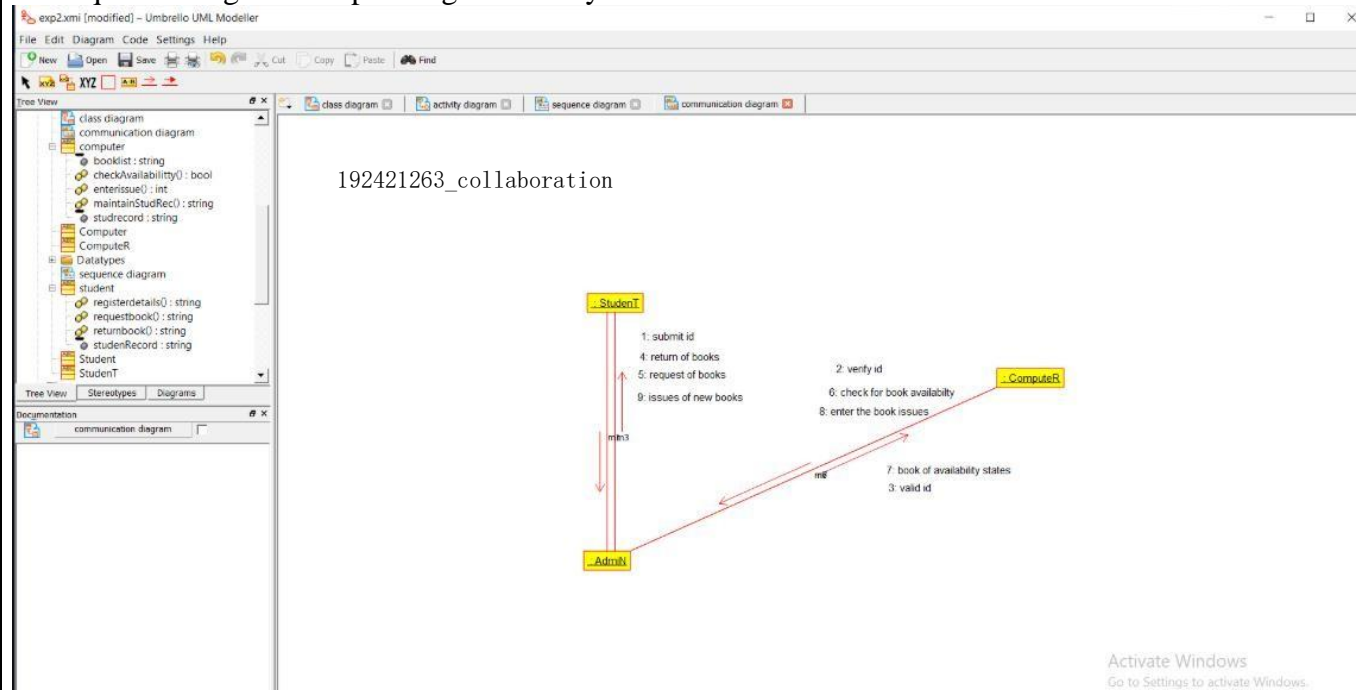 exp2.xmi [modified] – Umbrello UML Modeller
File Edit Diagram Code Settings Help
New Open Save Cut Copy Paste Find
XYZ XYZ A-B
Tree View
class diagram activity diagram sequence diagram communication diagram
class diagram
communication diagram
computer
booklist : string
checkAvailabilitty() : bool
enterissue() : int
maintainStudRec() : string
studrecord : string
Computer
ComputeR
Datatypes
sequence diagram
student
registerdetails() : string
requestbook() : string
returnbook() : string
studenRecord : string
Student
StudenT
Tree View Stereotypes Diagrams
Documentation
communication diagram
192421263_collaboration
: StudenT
1: submit id
4: return of books
5: request of books
9: issues of new books
2: verify id
6: check for book availabilty
8: enter the book issues
: ComputeR
7: book of availability states
3: valid id
: AdmiN
Activate Windows
Go to Settings to activate Windows.